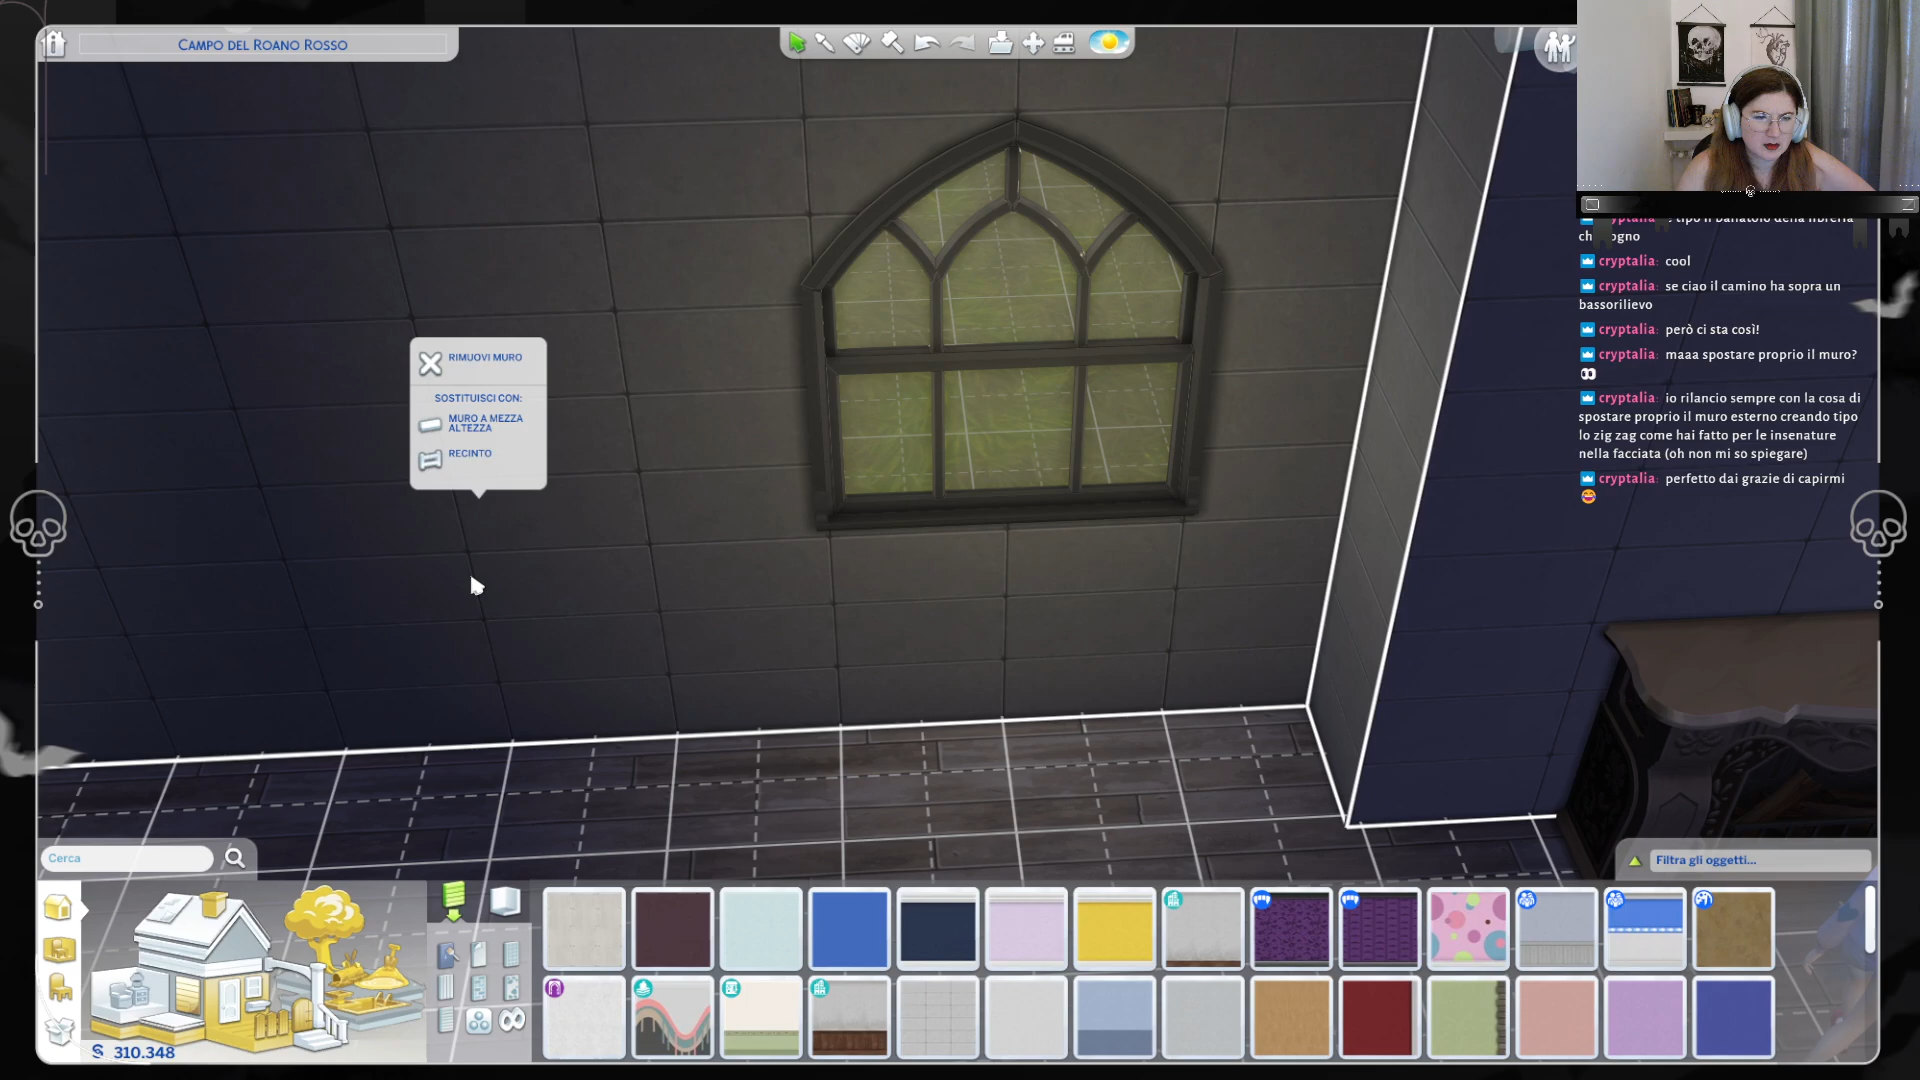 CAMPO DEL ROANO ROSSO
RIMUOVI MURO
SOSTITUISCI CON:
MURO A MEZZA
ALTEZZA
RECINTO
cryptalia: cool
cryptalia: se ciao il camino ha sopra un
bassorilievo
cryptalia: però ci sta così!
cryptalia: maaa spostare proprio il muro?
cryptalia: io rilancio sempre con la cosa di
spostare proprio il muro esterno creando tipo
lo zig zag come hai fatto per le insenature
nella facciata (oh non mi so spiegare)
cryptalia: perfetto dai grazie di capirmi
Cerca
Filtra gli oggetti...
§ 310.348